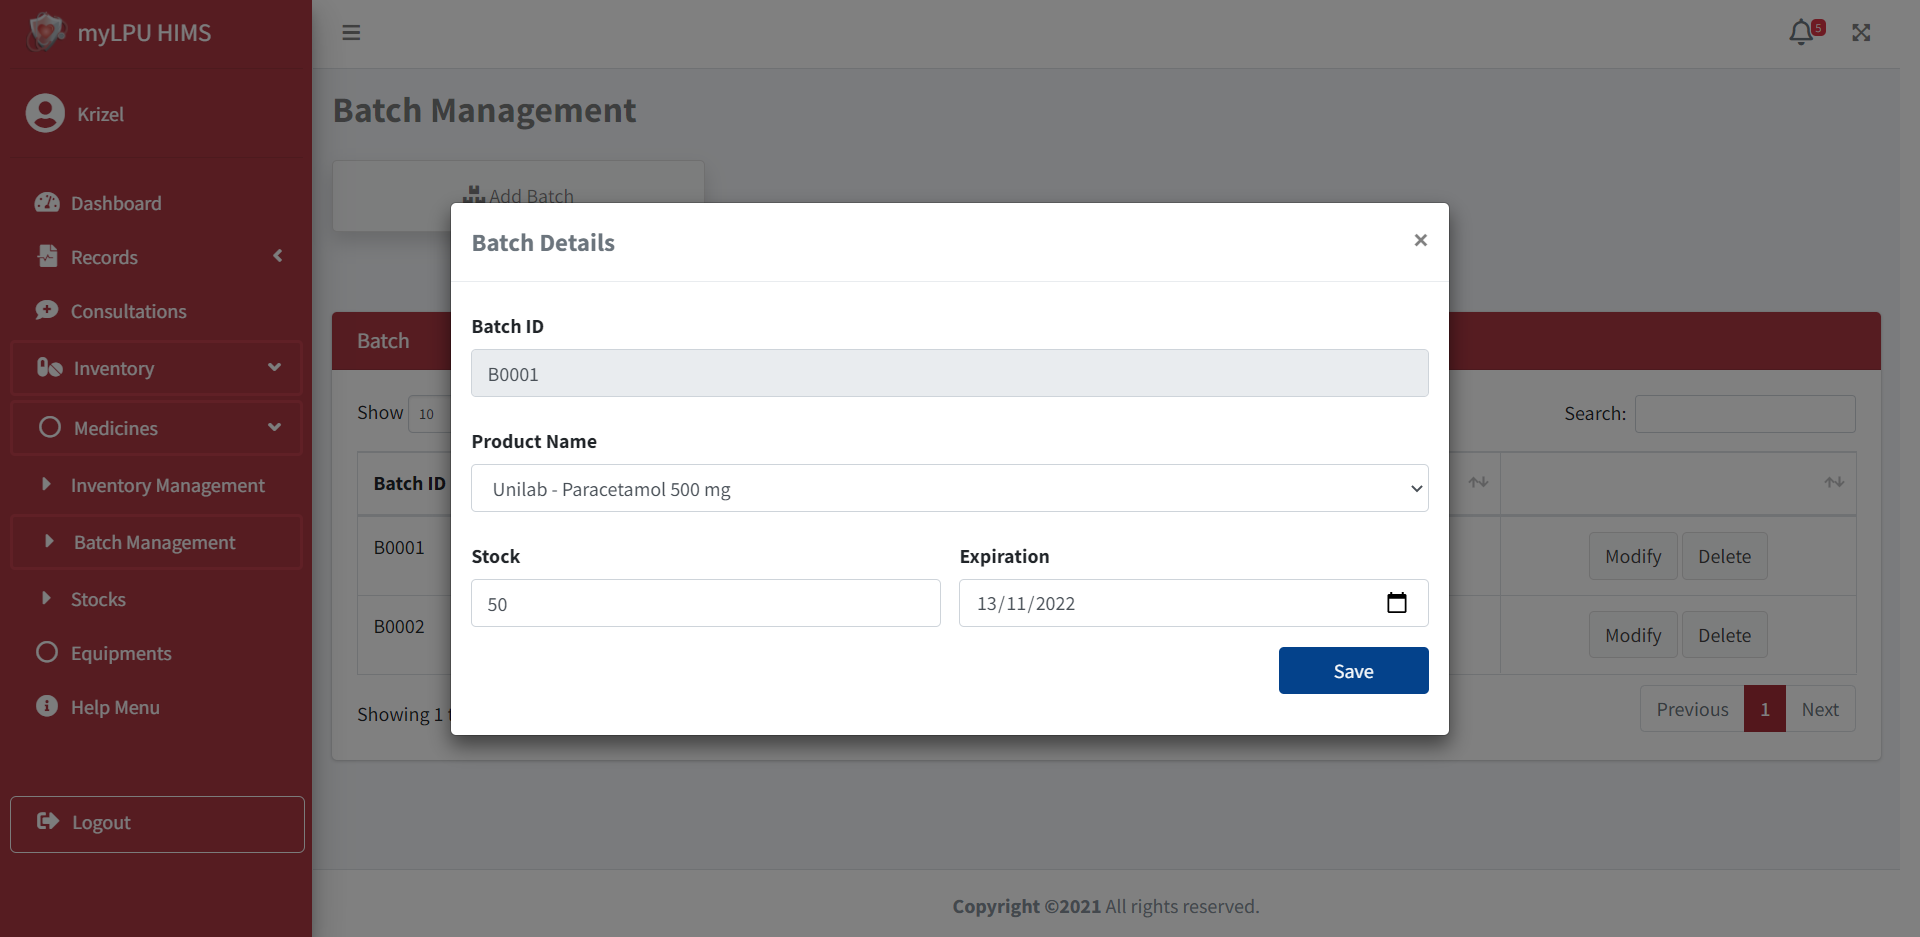 myLPU HIMS
5
Krizel
Batch Management
Dashboard
Records
Consultations
Inventory
Medicines
Inventory Management
Batch Management
Stocks
Equipments
Help Menu
Logout
Add Batch
Batch Details
×
Batch ID
B0001
Product Name
Unilab - Paracetamol 500 mg
Stock
Expiration
50
13/11/2022
Save
Batch
Show 10
Search:
Batch ID
B0001
Modify Delete
B0002
Modify Delete
Showing 1
Previous 1 Next
Copyright ©2021 All rights reserved.